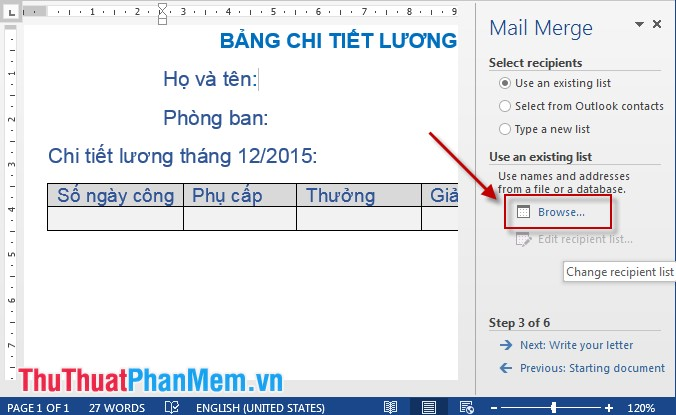 BẢNG CHI TIẾT LƯƠNG
Họ và tên:
Phòng ban:
Chi tiết lương tháng 12/2015:
Số ngày công Phụ cấp Thưởng Giả
Mail Merge
Select recipients
Use an existing list
Select from Outlook contacts
Type a new list
Use an existing list
Use names and addresses
from a file or a database.
Browse...
Edit recipient list...
Change recipient list
Step 3 of 6
Next: Write your letter
Previous: Starting document
ThuThuatPhanMem.vn
PAGE 1 OF 1 27 WORDS ENGLISH (UNITED STATES) 120%